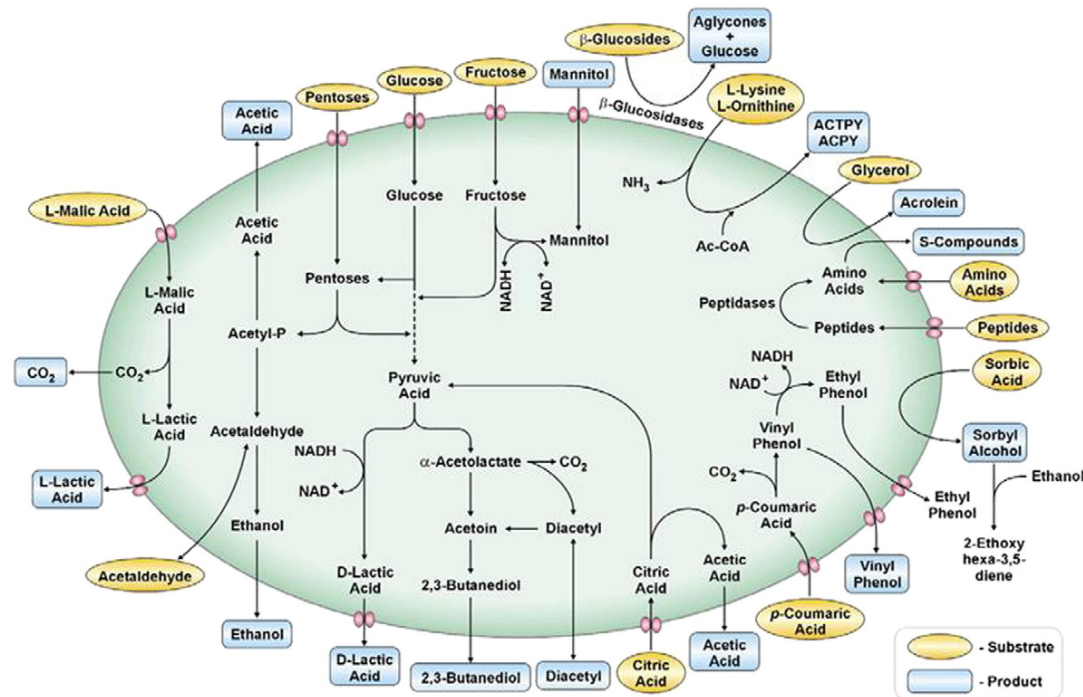 β-Glucosides
Aglycones
+
Glucose
Pentoses
Glucose
Fructose
Mannitol
β-Glucosidases
L-Lysine
L-Ornithine
Acetic
Acid
ACTPY
ACPY
NH3
Glycerol
L-Malic Acid
Acetic
Acid
Glucose
Fructose
Mannitol
Ac-CoA
Acrolein
S-Compounds
L-Malic
Acid
Pentoses
NADH
NAD+
Amino
Acids
Amino
Acids
Peptidases
Acetyl-P
Peptides
Peptides
CO2
CO2
Pyruvic
Acid
NADH
NAD+
Ethyl
Phenol
Sorbic
Acid
L-Lactic
Acid
Acetaldehyde
NADH
NAD+
α-Acetolactate
CO2
Vinyl
Phenol
Sorbyl
Alcohol
L-Lactic
Acid
CO2
p-Coumaric
Acid
Ethyl
Phenol
Ethanol
Ethanol
Acetoin
Diacetyl
2-Ethoxy
hexa-3,5-
diene
Acetaldehyde
D-Lactic
Acid
2,3-Butanediol
Citric
Acid
Acetic
Acid
Vinyl
Phenol
p-Coumaric
Acid
Ethanol
D-Lactic
Acid
2,3-Butanediol
Diacetyl
Citric
Acid
Acetic
Acid
- Substrate
- Product